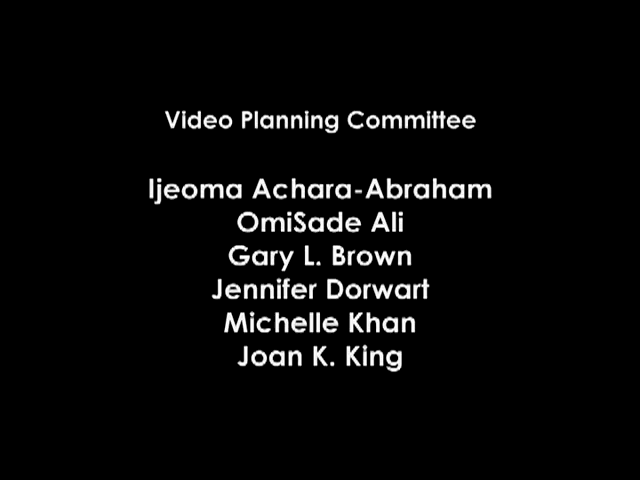 Video Planning Committee
Ijeoma Achara-Abraham
OmiSade Ali
Gary L. Brown
Jennifer Dorwart
Michelle Khan
Joan K. King